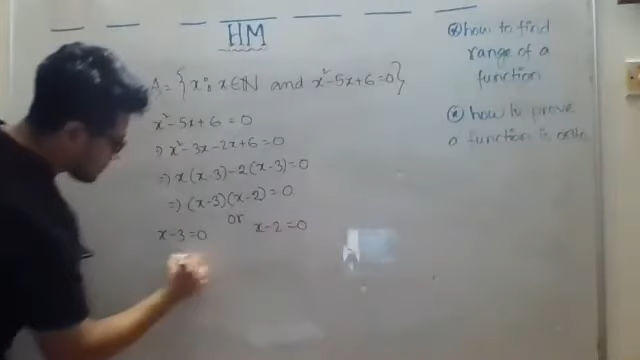 HM
A = { x : x ∈ ℕ and x² - 5x + 6 = 0 }
x² - 5x + 6 = 0
⇒ x² - 3x - 2x + 6 = 0
⇒ x(x-3) - 2(x-3) = 0
⇒ (x-3)(x-2) = 0
x - 3 = 0 or x - 2 = 0
how to find
range of a
function
how to prove
a function is onto